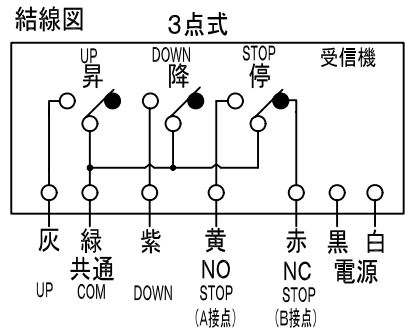 結線図
3点式
UP DOWN STOP 受信機
昇 降 停
灰 緑 紫 黄 赤 黒 白
共通 NO NC 電源
UP COM DOWN STOP STOP
(A接点) (B接点)